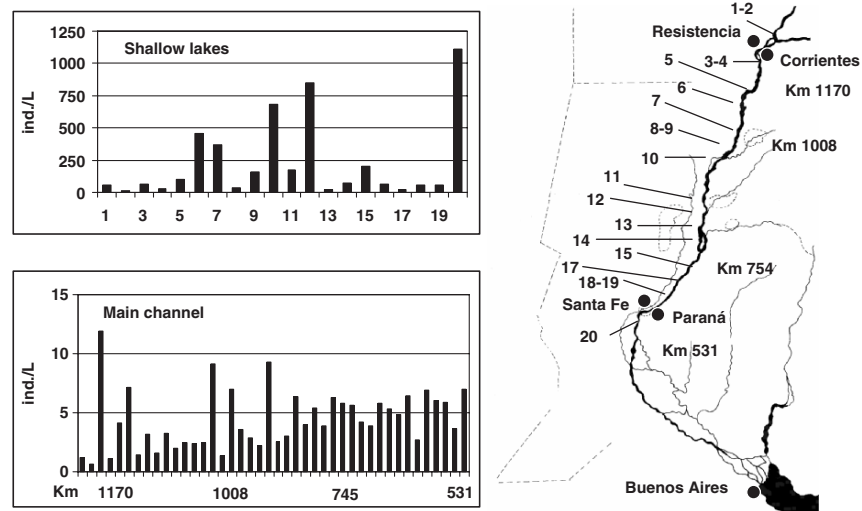 Shallow lakes
ind./L
1250
1000
750
500
250
0
1 3 5 7 9 11 13 15 17 19
Main channel
ind./L
15
10
5
0
Km 1170 1008 745 531
1-2
Resistencia
3-4 Corrientes
5
Km 1170
6
7
8-9
Km 1008
10
11
12
13
14
15
17
Km 754
18-19
Santa Fe
Paraná
20
Km 531
Buenos Aires